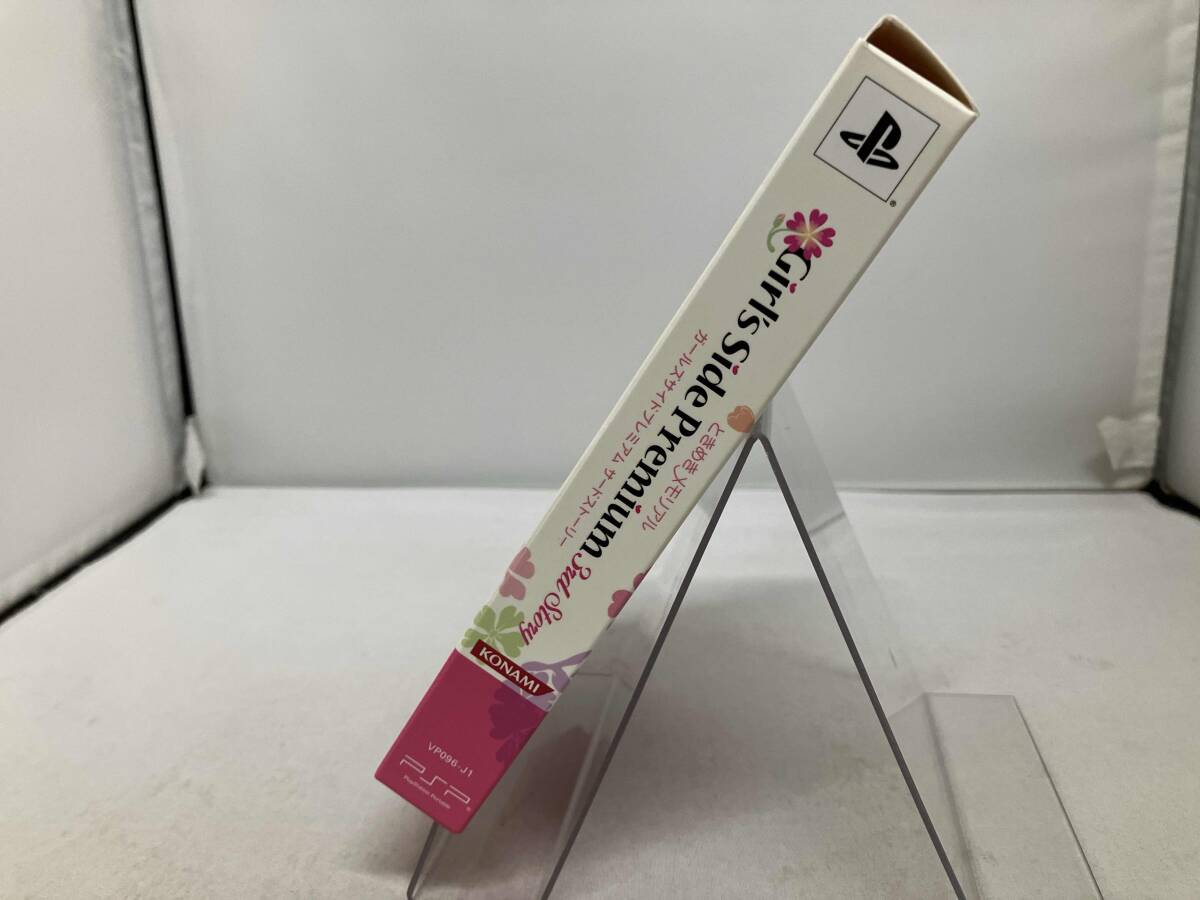 ときめきメモリアル
Girl's Side Premium 3rd Story
ガールズサイドプレミアム サードストーリー
KONAMI
VP096-J1
PSP®
PlayStation Portable